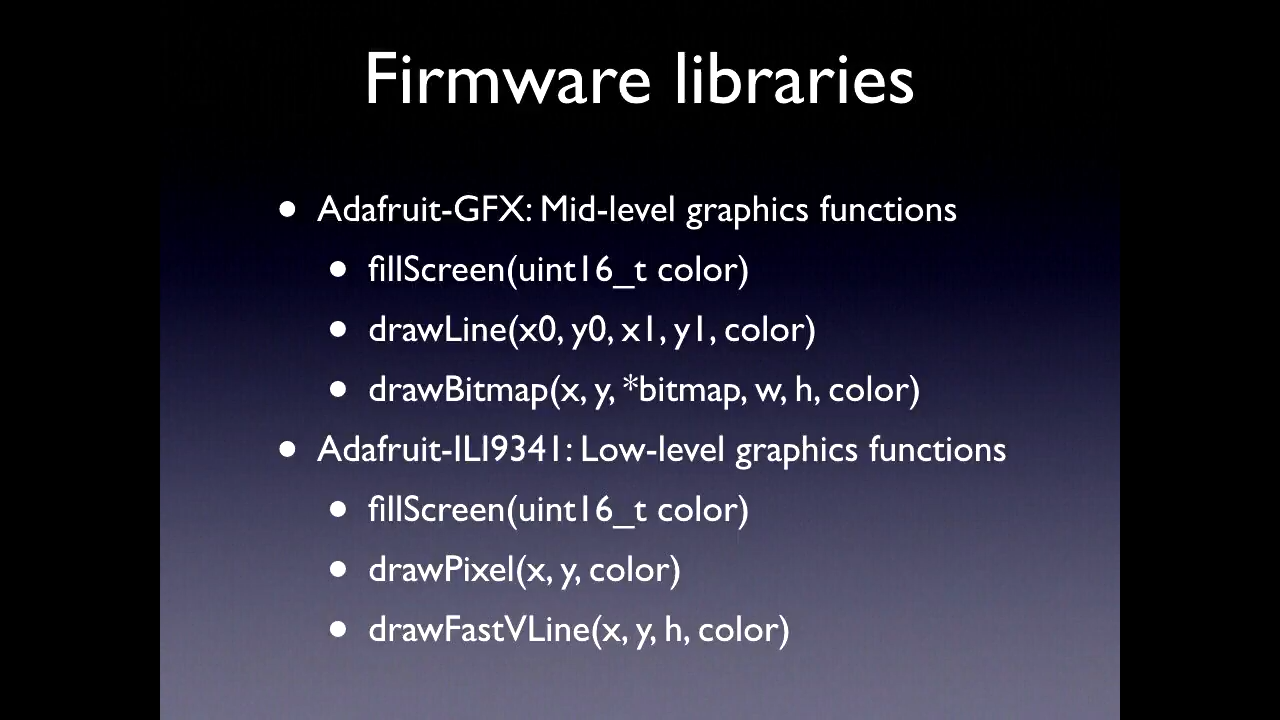 Firmware libraries
• Adafruit-GFX: Mid-level graphics functions
• fillScreen(uint16_t color)
• drawLine(x0, y0, x1, y1, color)
• drawBitmap(x, y, *bitmap, w, h, color)
• Adafruit-ILI9341: Low-level graphics functions
• fillScreen(uint16_t color)
• drawPixel(x, y, color)
• drawFastVLine(x, y, h, color)